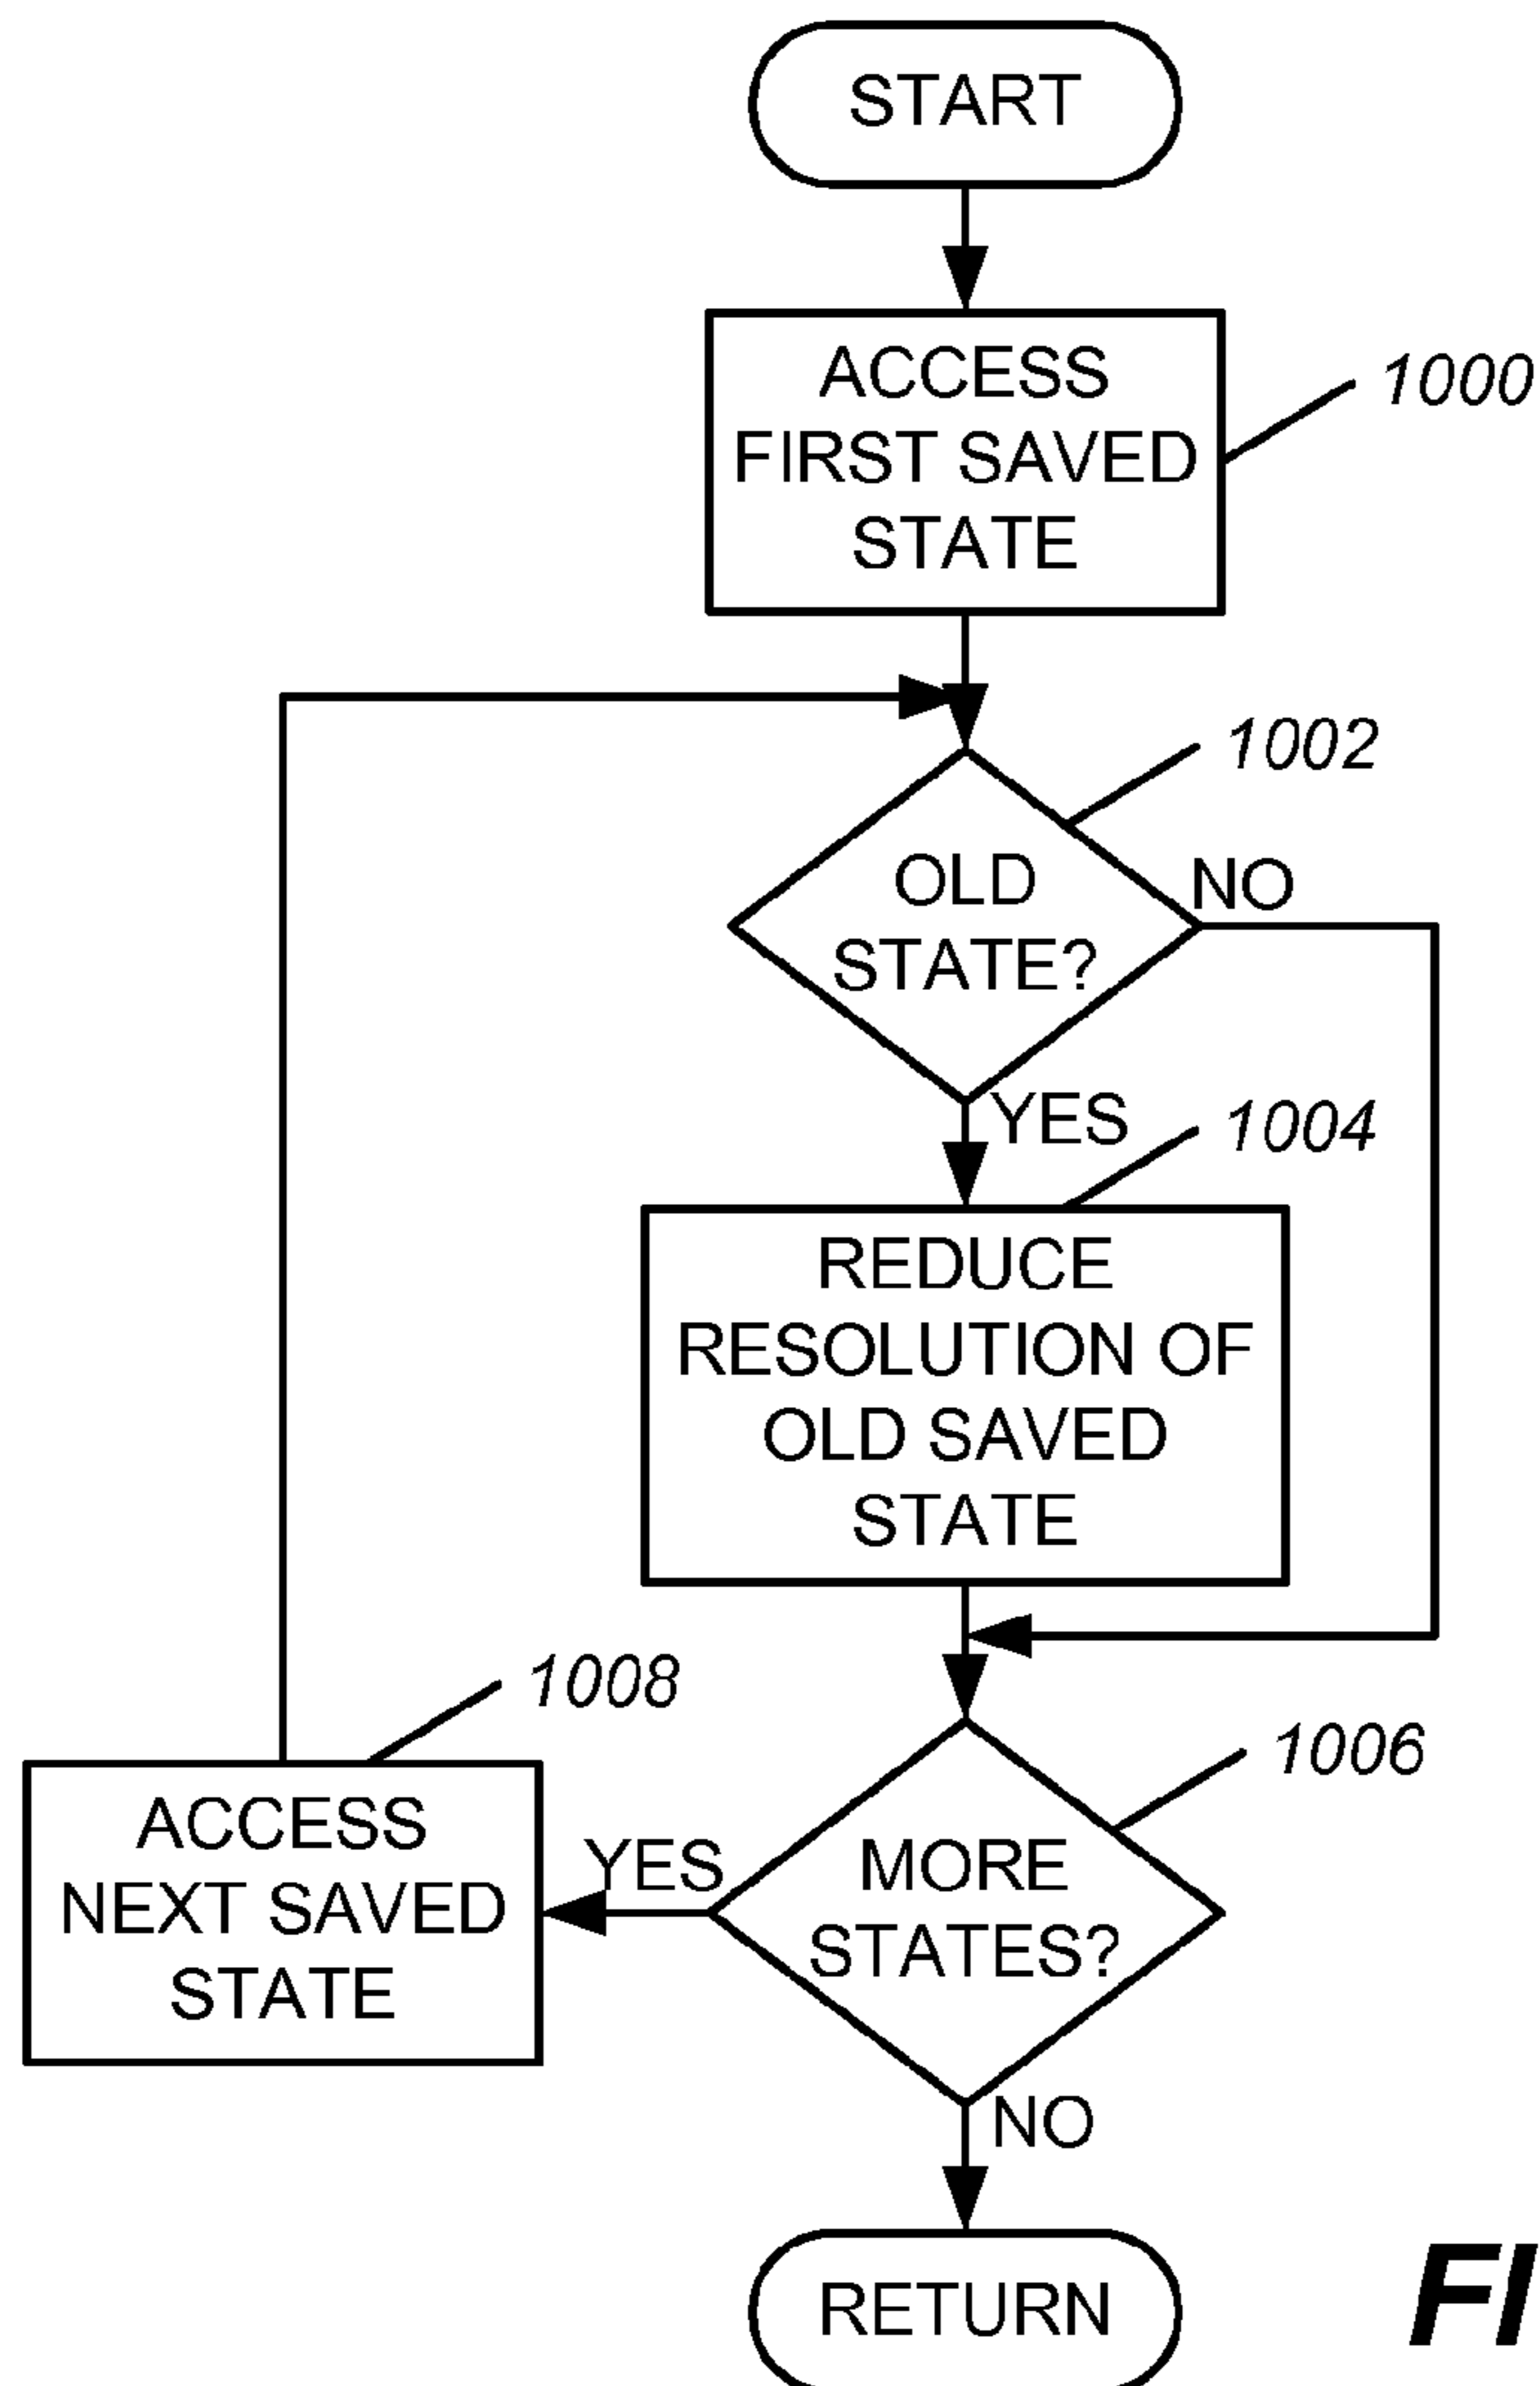 START
ACCESS
FIRST SAVED
STATE
1000
1002
OLD
STATE?
NO
YES
1004
REDUCE
RESOLUTION OF
OLD SAVED
STATE
1008
1006
ACCESS
NEXT SAVED
STATE
YES
MORE
STATES?
NO
RETURN
FI